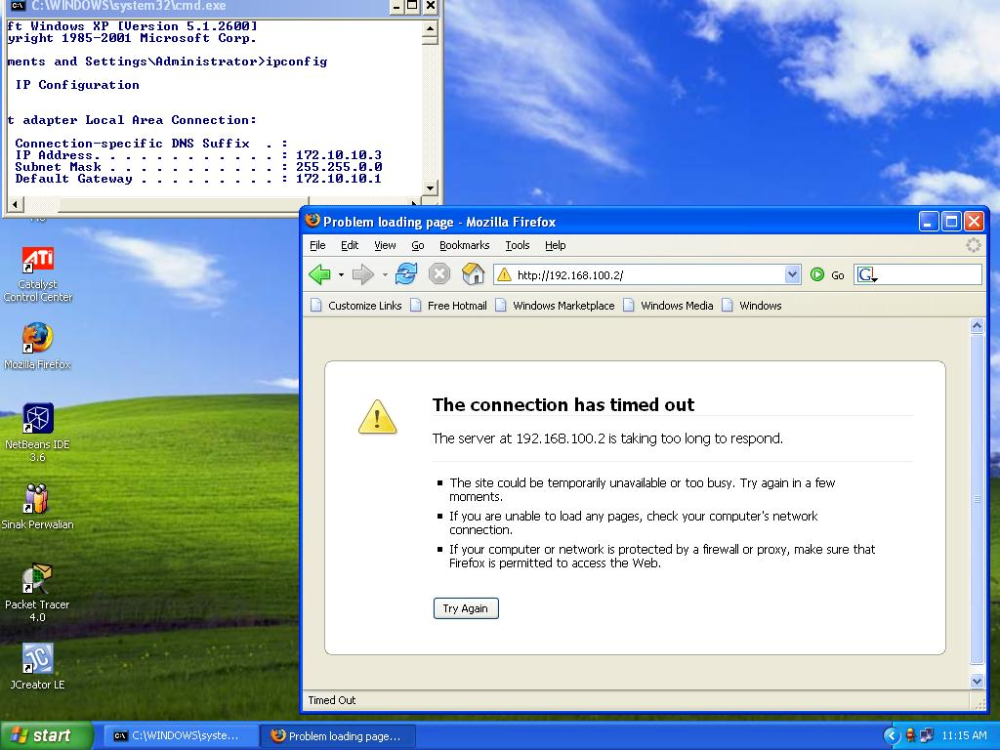 C:\WINDOWS\system32\cmd.exe
ft Windows XP [Version 5.1.2600]
yright 1985-2001 Microsoft Corp.
ments and Settings\Administrator>ipconfig
IP Configuration
t adapter Local Area Connection:
Connection-specific DNS Suffix . :
IP Address. . . . . . . . . . . . : 172.10.10.3
Subnet Mask . . . . . . . . . . . : 255.255.0.0
Default Gateway . . . . . . . . . : 172.10.10.1
Catalyst
Control Center
Mozilla Firefox
NetBeans IDE
3.6
Sinak Perwalian
Packet Tracer
4.0
JCreator LE
Problem loading page - Mozilla Firefox
File Edit View Go Bookmarks Tools Help
http://192.168.100.2/ Go G
Customize Links Free Hotmail Windows Marketplace Windows Media Windows
The connection has timed out
The server at 192.168.100.2 is taking too long to respond.
The site could be temporarily unavailable or too busy. Try again in a few
moments.
If you are unable to load any pages, check your computer's network
connection.
If your computer or network is protected by a firewall or proxy, make sure that
Firefox is permitted to access the Web.
Try Again
Timed Out
start C:\WINDOWS\syste... Problem loading page... 11:15 AM